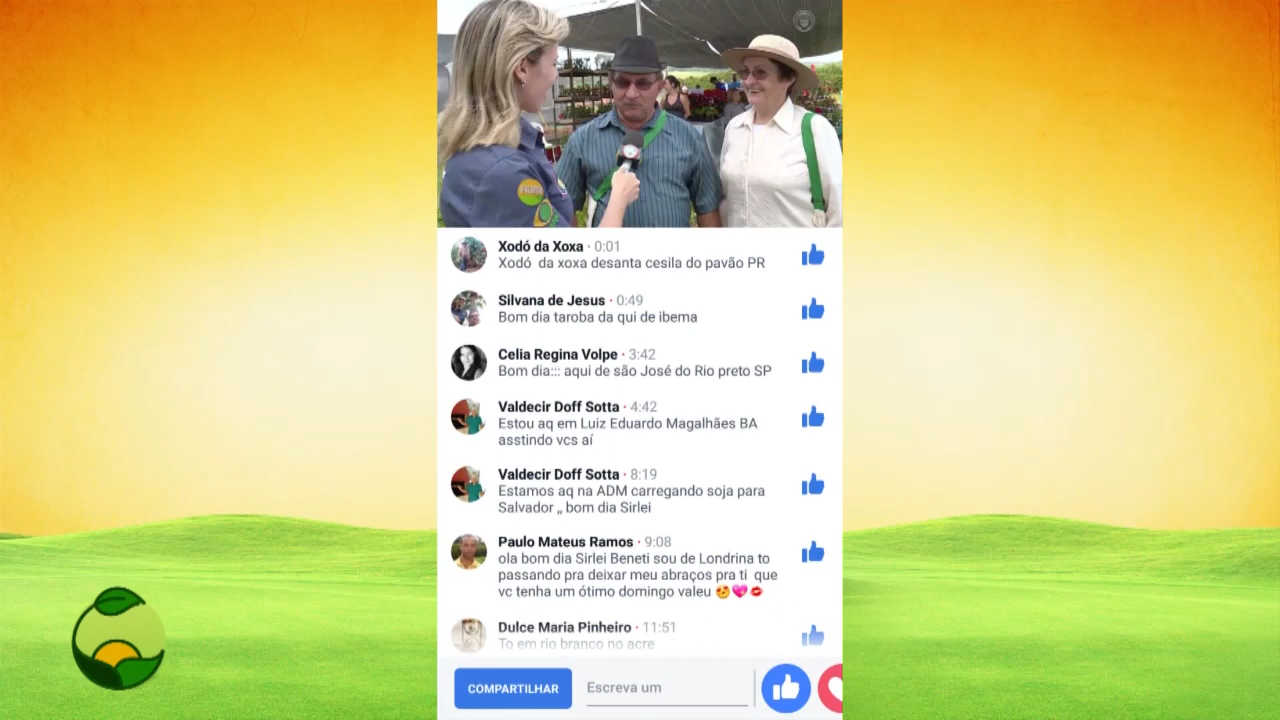 Xodó da Xoxa · 0:01
Xodó da xoxa desanta cesila do pavão PR
Silvana de Jesus · 0:49
Bom dia taroba da qui de ibema
Celia Regina Volpe · 3:42
Bom dia::: aqui de são José do Rio preto SP
Valdecir Doff Sotta · 4:42
Estou aq em Luiz Eduardo Magalhães BA
asstindo vcs aí
Valdecir Doff Sotta · 8:19
Estamos aq na ADM carregando soja para
Salvador ,, bom dia Sirlei
Paulo Mateus Ramos · 9:08
ola bom dia Sirlei Beneti sou de Londrina to
passando pra deixar meu abraços pra ti que
vc tenha um ótimo domingo valeu 😍💖💋
Dulce Maria Pinheiro · 11:51
To em rio branco no acre
COMPARTILHAR
Escreva um